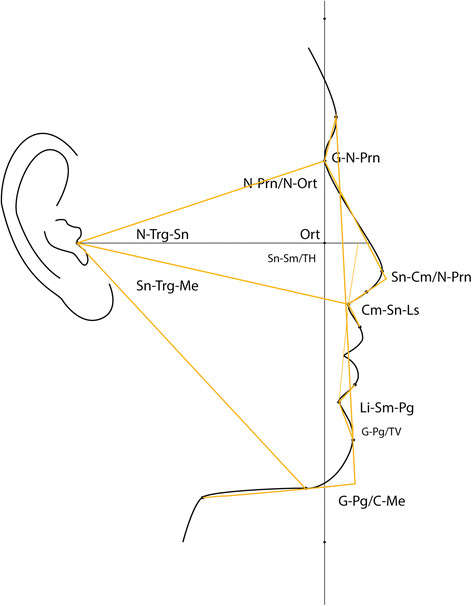 G-N-Prn
N-Prn/N-Ort
N-Trg-Sn
Ort
Sn-Sm/TH
Sn-Cm/N-Prn
Sn-Trg-Me
Cm-Sn-Ls
Li-Sm-Pg
G-Pg/TV
G-Pg/C-Me